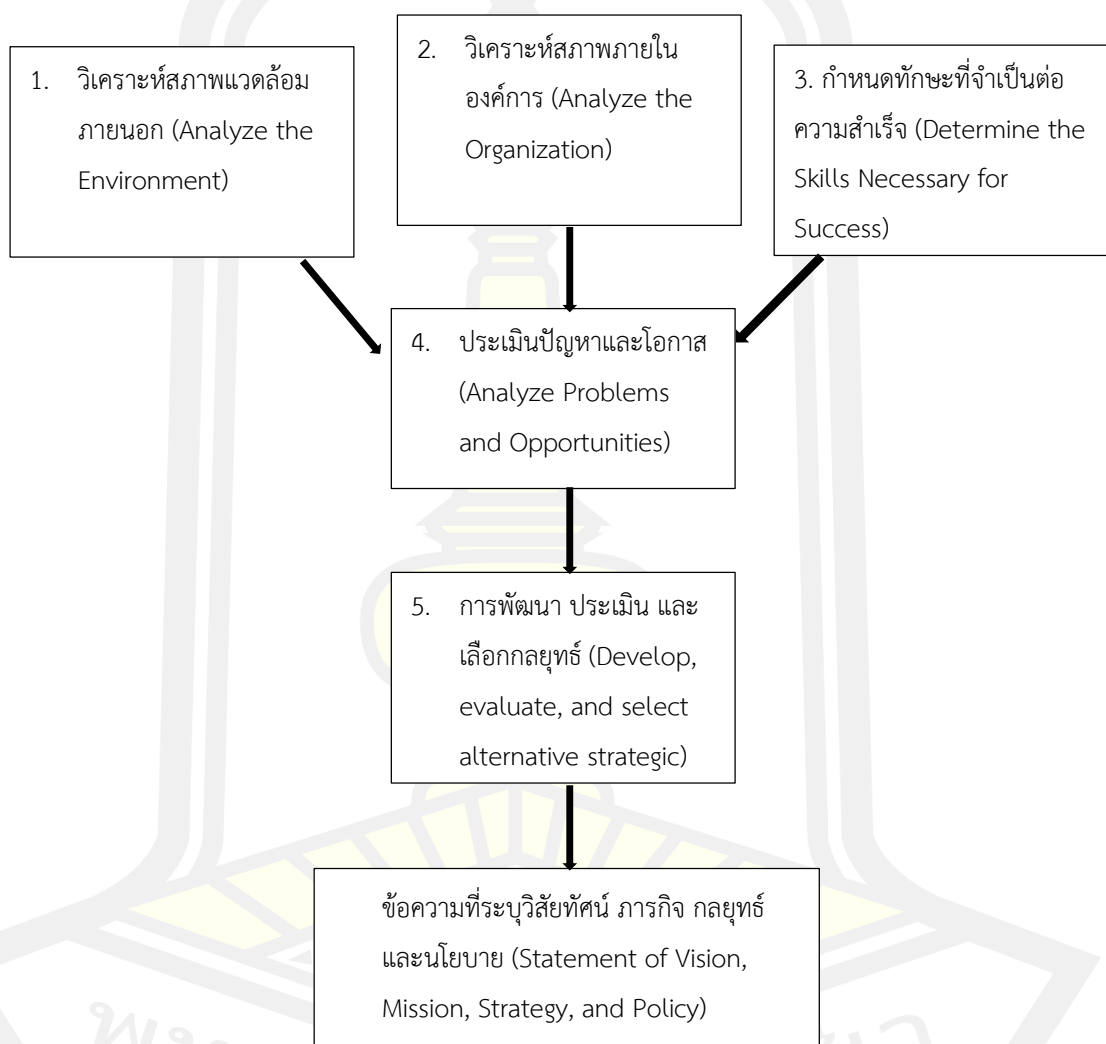 1. วิเคราะห์สภาพแวดล้อม
ภายนอก (Analyze the
Environment)
2. วิเคราะห์สภาพภายใน
องค์การ (Analyze the
Organization)
3. กำหนดทักษะที่จำเป็นต่อ
ความสำเร็จ (Determine the
Skills Necessary for
Success)
4. ประเมินปัญหาและโอกาส
(Analyze Problems
and Opportunities)
5. การพัฒนา ประเมิน และ
เลือกกลยุทธ์ (Develop,
evaluate, and select
alternative strategic)
ข้อความที่ระบุวิสัยทัศน์ ภารกิจ กลยุทธ์
และนโยบาย (Statement of Vision,
Mission, Strategy, and Policy)